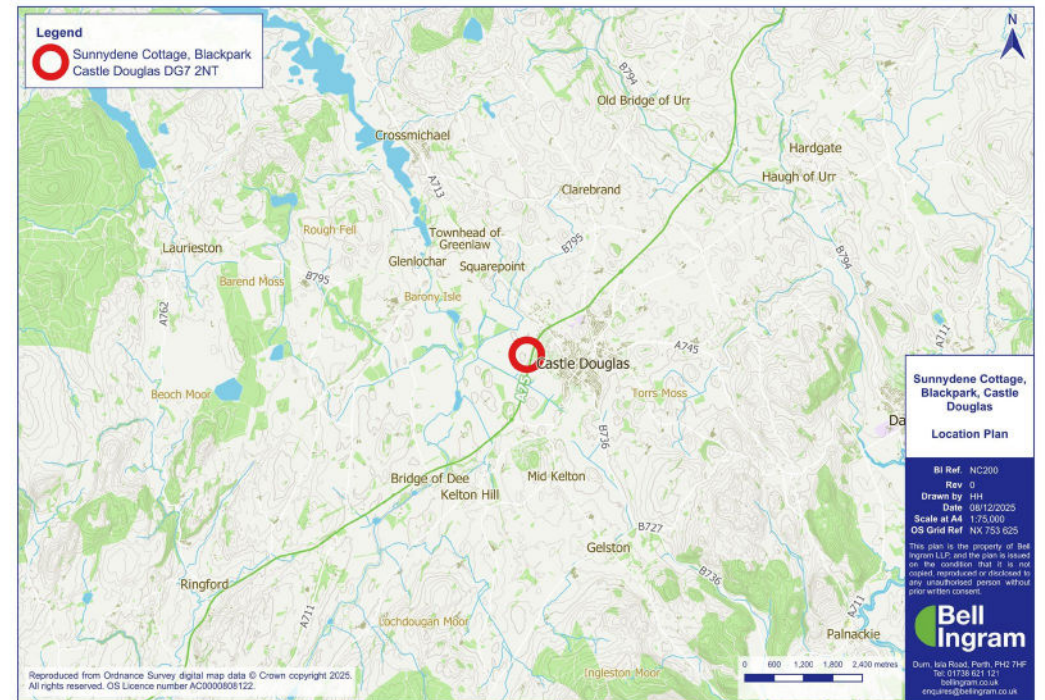 Legend
Sunnydene Cottage, Blackpark
Castle Douglas DG7 2NT
N
B794
Old Bridge of Urr
Crossmichael
Hardgate
Haugh of Urr
A713
Clarebrand
Rough Fell
Townhead of
Greenlaw
B795
Laurieston
Glenlochar
Squarepoint
B794
Barend Moss
B795
Barony Isle
A762
A711
A745
Castle Douglas
A75
Beoch Moor
Torrs Moss
Da
B736
Bridge of Dee
Mid Kelton
Kelton Hill
B727
Gelston
B736
Ringford
A711
A711
Lochdougan Moor
Palnackie
Ingleston Moor
Sunnydene Cottage,
Blackpark, Castle
Douglas
Location Plan
BI Ref. NC200
Rev 0
Drawn by HH
Date 08/12/2025
Scale at A4 1:75,000
OS Grid Ref NX 753 625
This plan is the property of Bell
Ingram LLP, and the plan is issued
on the condition that it is not
copied, reproduced or disclosed to
any unauthorised person without
prior written consent.
Bell
Ingram
Durn, Isla Road, Perth, PH2 7HF
Tel: 01738 621 121
bellingram.co.uk
enquires@bellingram.co.uk
0 600 1,200 1,800 2,400 metres
Reproduced from Ordnance Survey digital map data © Crown copyright 2025.
All rights reserved. OS Licence number AC0000808122.